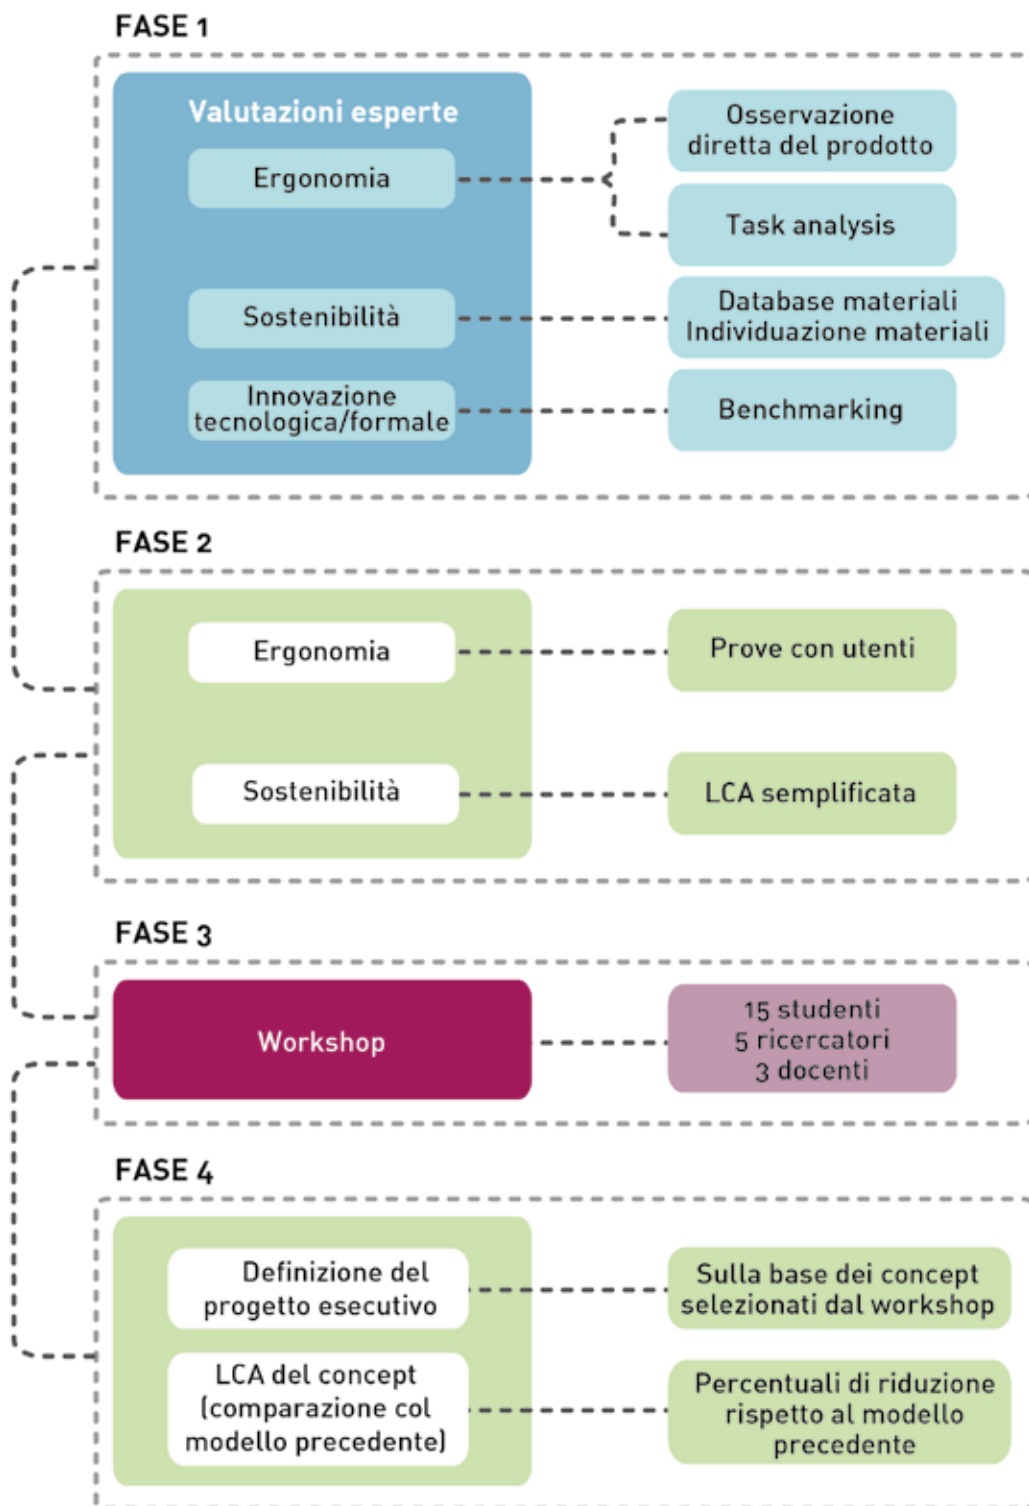 FASE 1
Valutazioni esperte
Ergonomia
Osservazione
diretta del prodotto
Task analysis
Sostenibilità
Database materiali
Individuazione materiali
Innovazione
tecnologica/formale
Benchmarking
FASE 2
Ergonomia
Prove con utenti
Sostenibilità
LCA semplificata
FASE 3
Workshop
15 studenti
5 ricercatori
3 docenti
FASE 4
Definizione del
progetto esecutivo
Sulla base dei concept
selezionati dal workshop
LCA del concept
(comparazione col
modello precedente)
Percentuali di riduzione
rispetto al modello
precedente